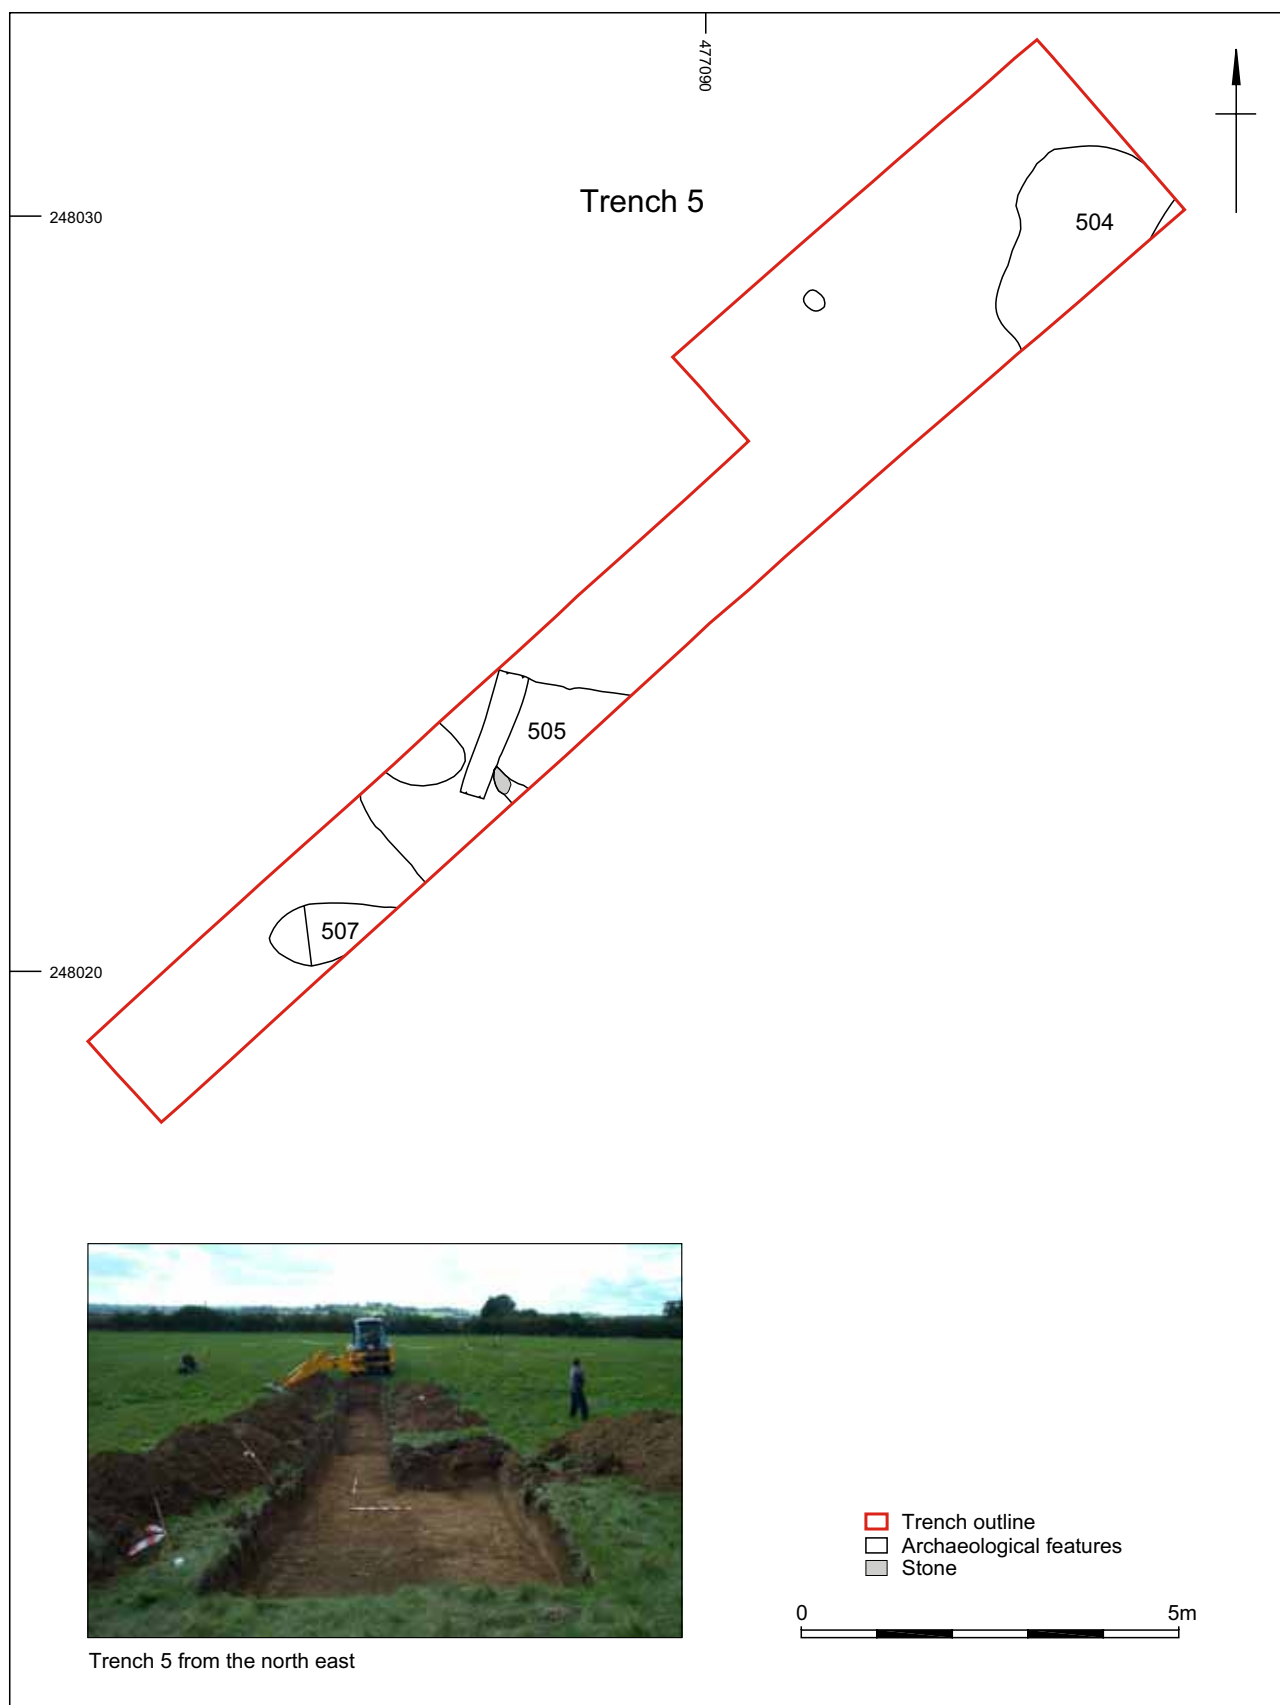 477090
Trench 5
248030
504
505
507
248020
Trench outline
Archaeological features
Stone
0 5m
Trench 5 from the north east